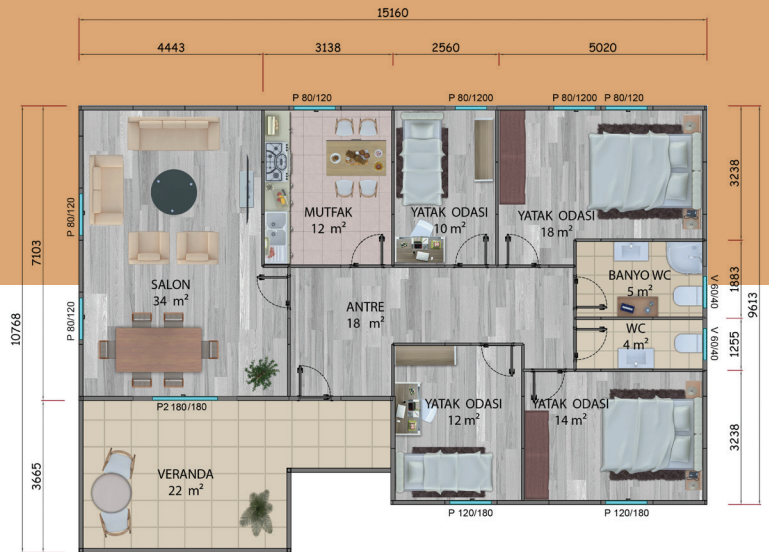 15160
4443
3138
2560
5020
P 80/120
P 80/1200
P 80/1200
P 80/120
10768
7103
3665
P 80/120
P 80/120
SALON
34 m²
MUTFAK
12 m²
YATAK ODASI
10 m²
YATAK ODASI
18 m²
BANYO WC
5 m²
WC
4 m²
ANTRE
18 m²
YATAK ODASI
12 m²
YATAK ODASI
14 m²
P2 180/180
VERANDA
22 m²
P 120/180
P 120/180
V 60/40
V 60/40
3238
1883
1255
3238
9613